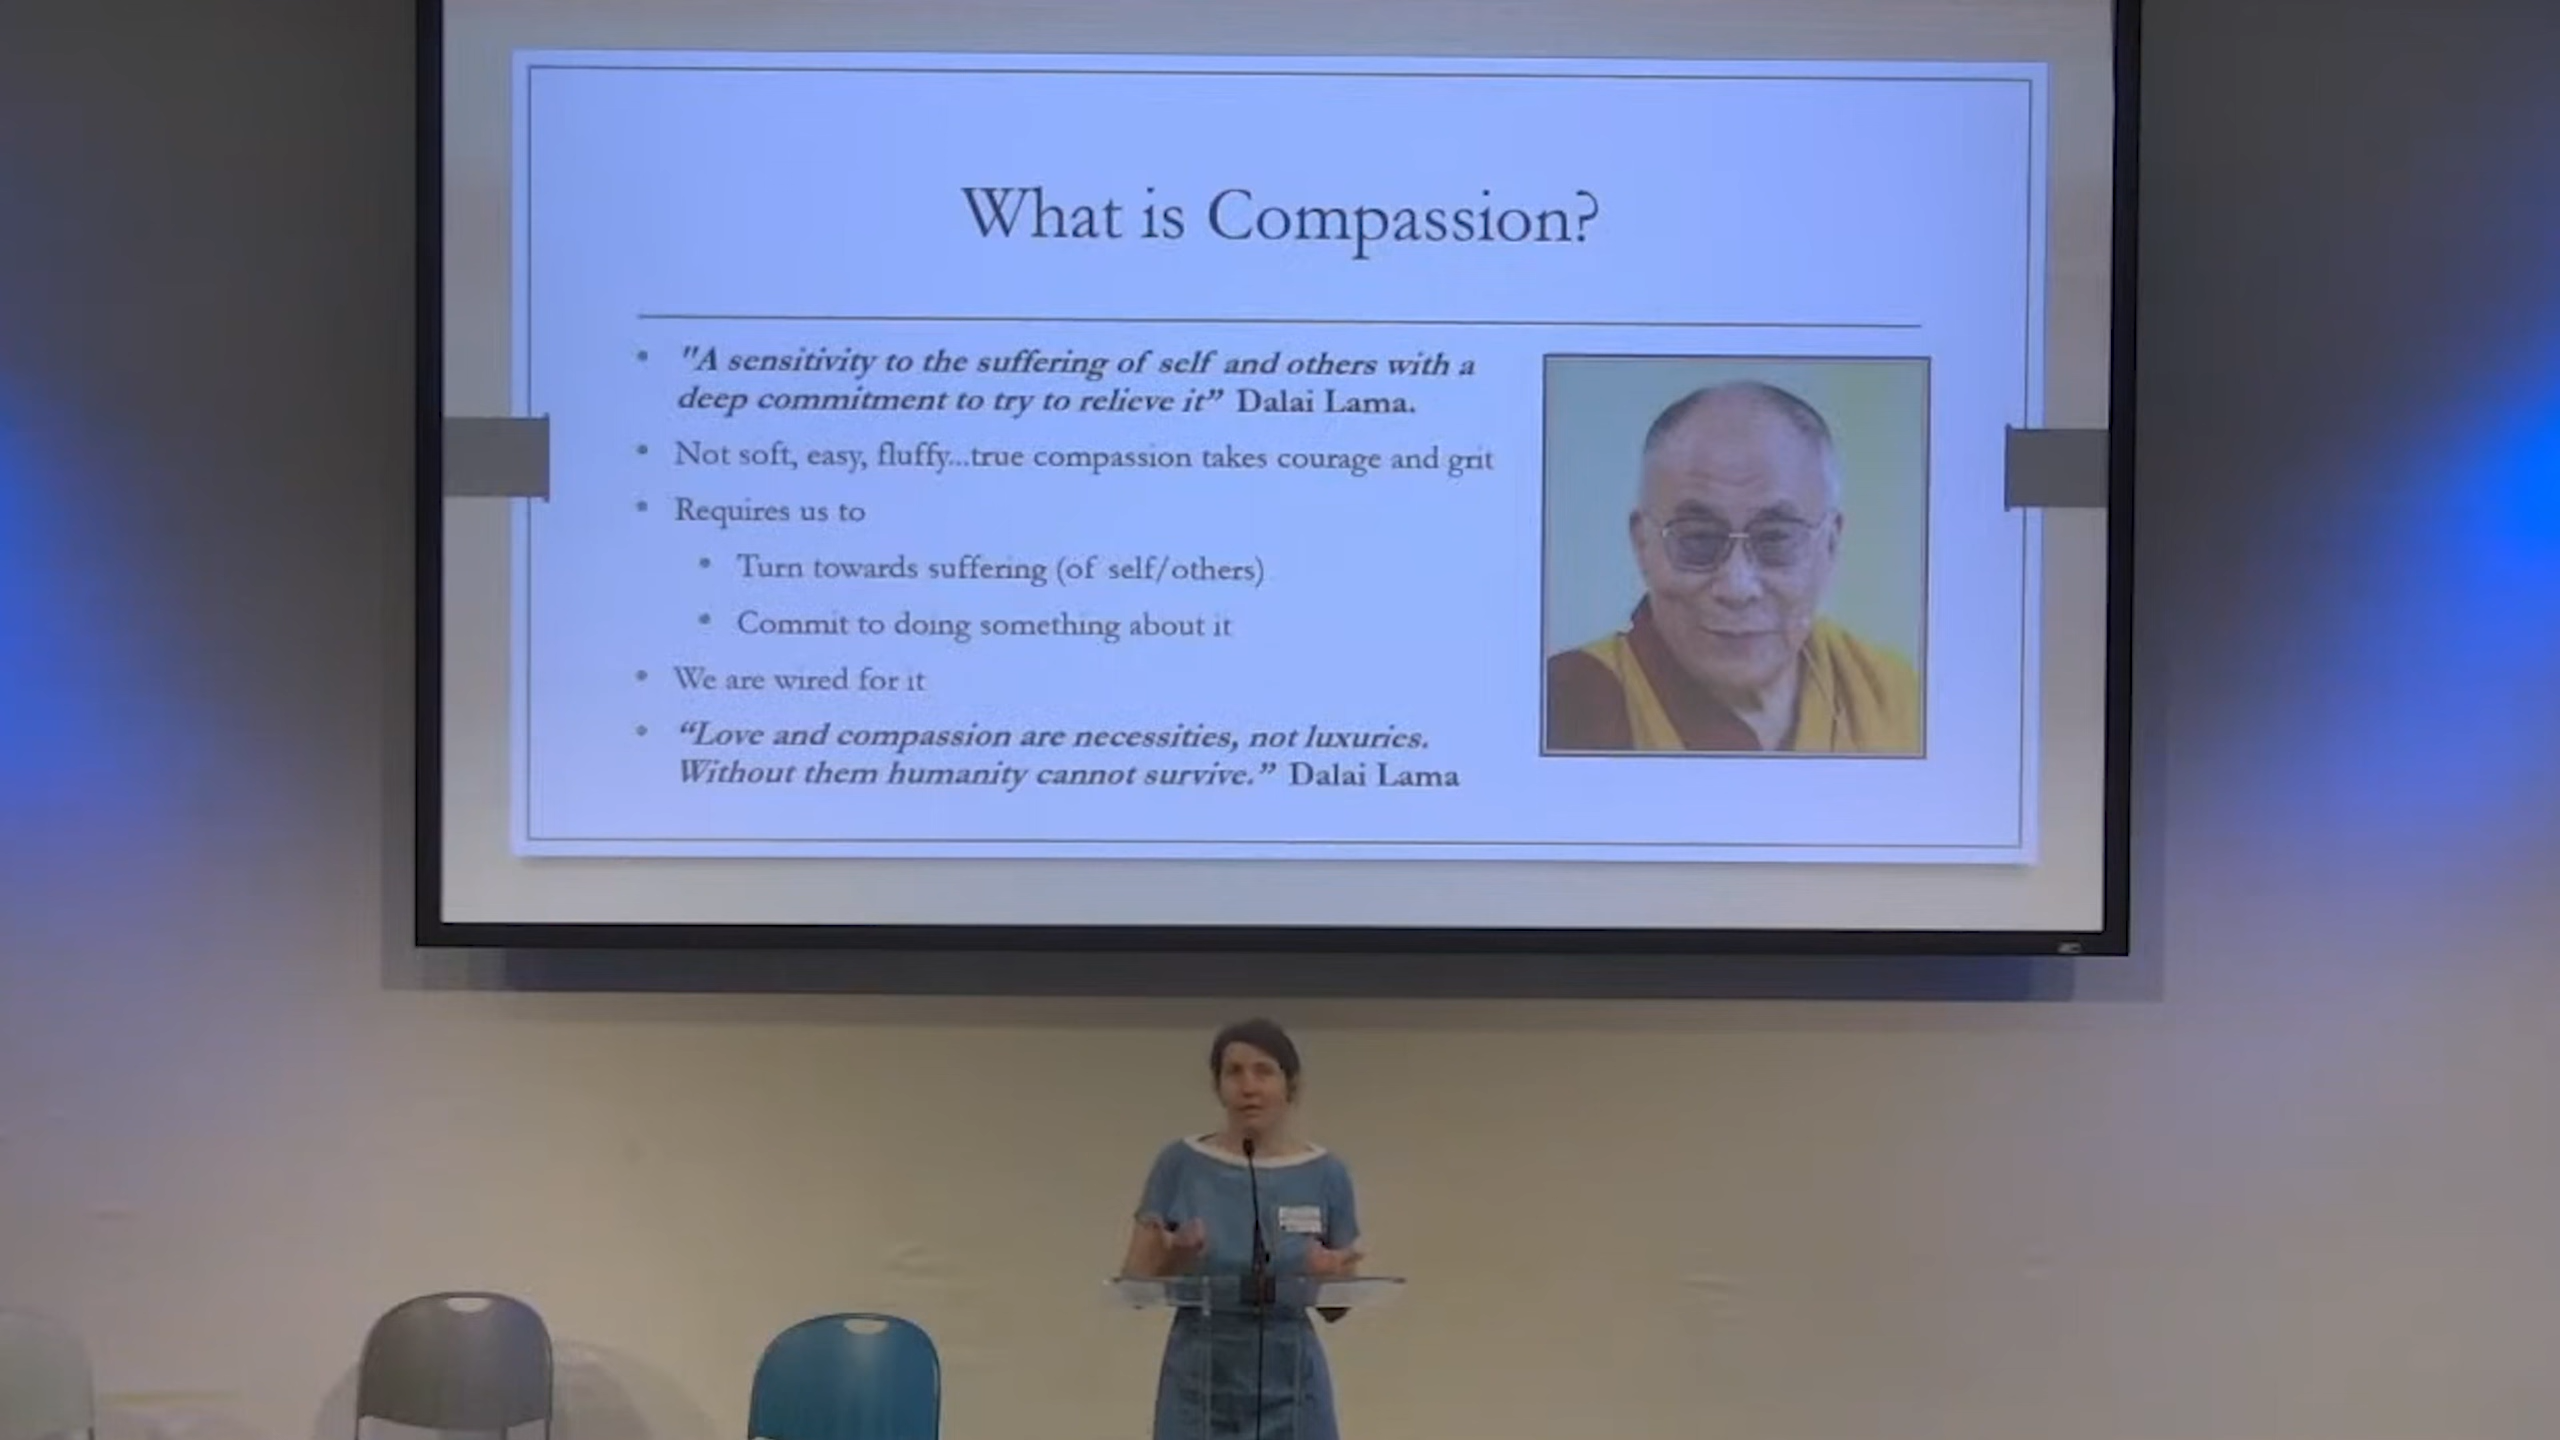 What is Compassion?
• "A sensitivity to the suffering of self and others with a
deep commitment to try to relieve it” Dalai Lama.
• Not soft, easy, fluffy...true compassion takes courage and grit
• Requires us to
• Turn towards suffering (of self/others)
• Commit to doing something about it
• We are wired for it
• “Love and compassion are necessities, not luxuries.
Without them humanity cannot survive.” Dalai Lama